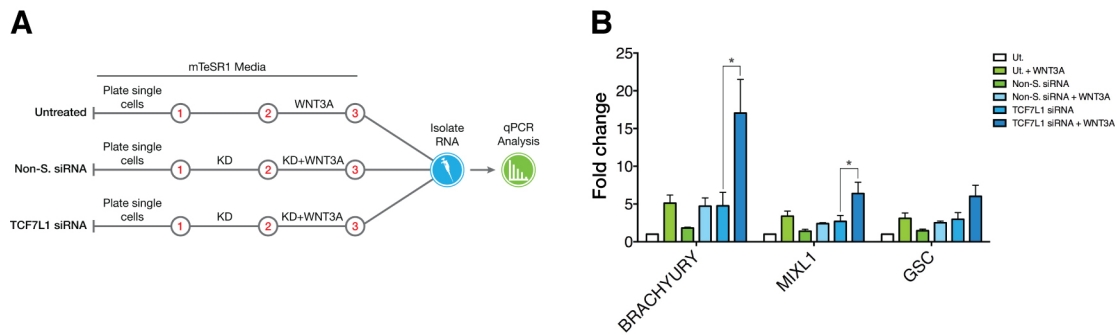 A
mTeSR1 Media
Plate single
cells
Untreated
1
2
WNT3A
3
Plate single
cells
Non-S. siRNA
1
KD
2
KD+WNT3A
3
Plate single
cells
TCF7L1 siRNA
1
KD
2
KD+WNT3A
3
Isolate
RNA
qPCR
Analysis
B
Fold change
25
20
15
10
5
0
*
*
BRACHYURY
MIXL1
GSC
Ut.
Ut. + WNT3A
Non-S. siRNA
Non-S. siRNA + WNT3A
TCF7L1 siRNA
TCF7L1 siRNA + WNT3A